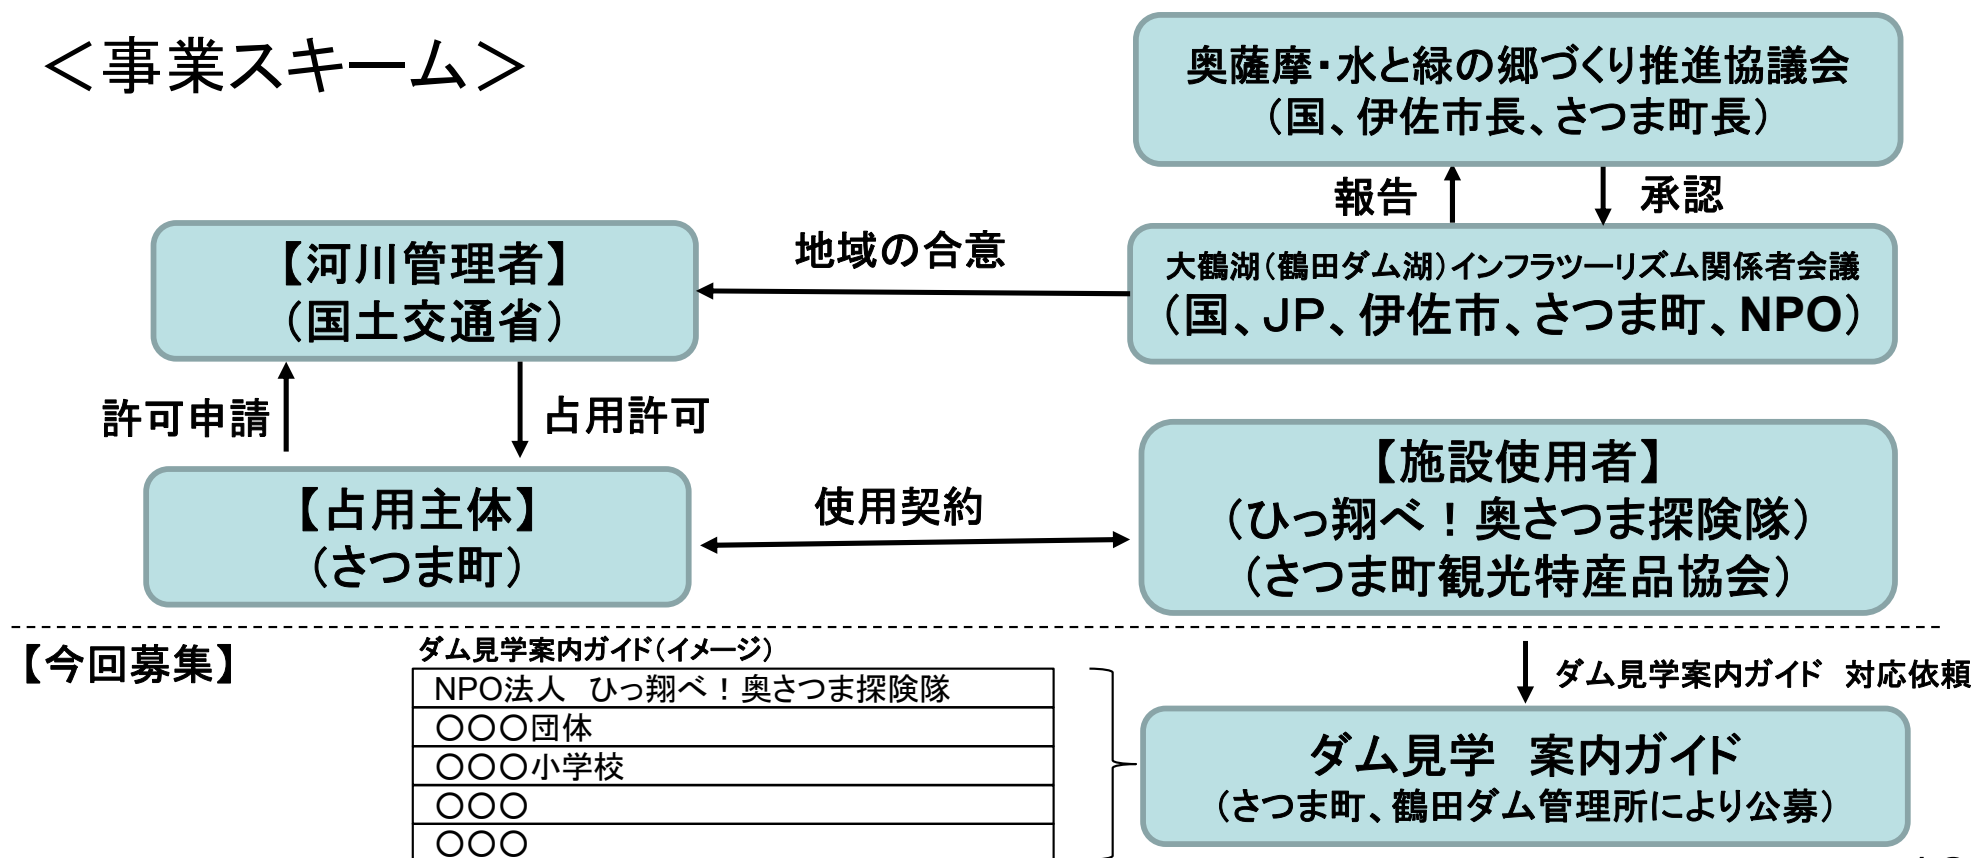 ＜事業スキーム＞
奥薩摩・水と緑の郷づくり推進協議会
（国、伊佐市長、さつま町長）
報告
承認
【河川管理者】
（国土交通省）
地域の合意
大鶴湖（鶴田ダム湖）インフラツーリズム関係者会議
（国、JP、伊佐市、さつま町、NPO）
許可申請
占用許可
【占用主体】
（さつま町）
使用契約
【施設使用者】
（ひっ翔べ！奥さつま探険隊）
（さつま町観光特産品協会）
【今回募集】
ダム見学案内ガイド（イメージ）
NPO法人　ひっ翔べ！奥さつま探険隊
〇〇〇団体
〇〇〇小学校
〇〇〇
〇〇〇
ダム見学案内ガイド　対応依頼
ダム見学　案内ガイド
（さつま町、鶴田ダム管理所により公募）